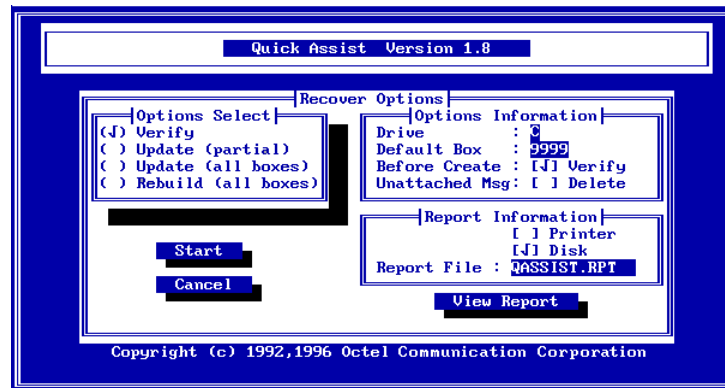 Quick Assist Version 1.8
Recover Options
Options Select
(√) Verify
( ) Update (partial)
( ) Update (all boxes)
( ) Rebuild (all boxes)
Options Information
Drive : C
Default Box : 9999
Before Create : [√] Verify
Unattached Msg: [ ] Delete
Report Information
[ ] Printer
[√] Disk
Report File : QASSIST.RPT
Start
Cancel
View Report
Copyright (c) 1992,1996 Octel Communication Corporation